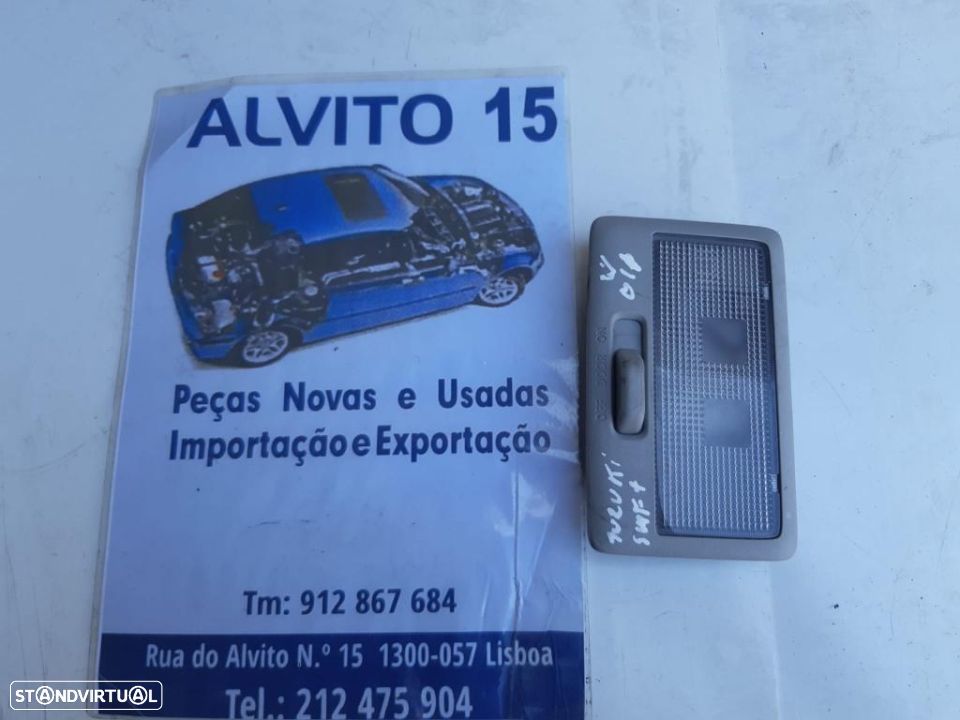 ALVITO 15
Peças Novas e Usadas
Importação e Exportação
Tm: 912 867 684
Rua do Alvito N.º 15 1300-057 Lisboa
Tel.: 212 475 904
SUZUKI
SWIFT
STANDVIRTUAL